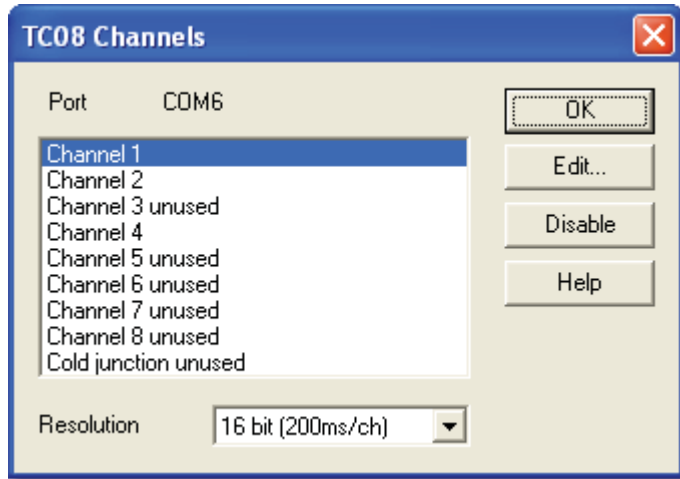 TC08 Channels
Port COM6
OK
Channel 1
Channel 2
Edit...
Channel 3 unused
Channel 4
Disable
Channel 5 unused
Channel 6 unused
Help
Channel 7 unused
Channel 8 unused
Cold junction unused
Resolution 16 bit (200ms/ch)